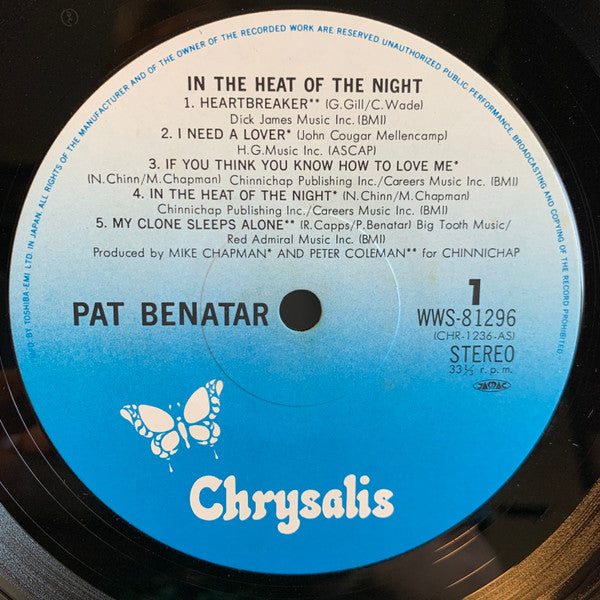 D BY TOSHIBA-EMI LTD. IN JAPAN. ALL RIGHTS OF THE MANUFACTURER AND OF THE OWNER OF THE RECORDED WORK ARE RESERVED. UNAUTHORIZED PUBLIC PERFORMANCE, BROADCASTING AND COPYING OF THE RECORD PROHIBITED.
IN THE HEAT OF THE NIGHT
1. HEARTBREAKER** (G.Gill/C.Wade)
Dick James Music Inc.(BMI)
2. I NEED A LOVER* (John Cougar Mellencamp)
H.G.Music Inc. (ASCAP)
3. IF YOU THINK YOU KNOW HOW TO LOVE ME*
(N.Chinn/M.Chapman) Chinnichap Publishing Inc./Careers Music Inc. (BMI)
4. IN THE HEAT OF THE NIGHT* (N.Chinn/M.Chapman)
Chinnichap Publishing Inc./Careers Music Inc. (BMI)
5. MY CLONE SLEEPS ALONE** (R.Capps/P.Benatar) Big Tooth Music/
Red Admiral Music Inc. (BMI)
Produced by MIKE CHAPMAN* AND PETER COLEMAN** for CHINNICHAP
PAT BENATAR
1
WWS-81296
(CHR-1236-AS)
STEREO
33⅓ r.p.m.
JASRAC
Chrysalis